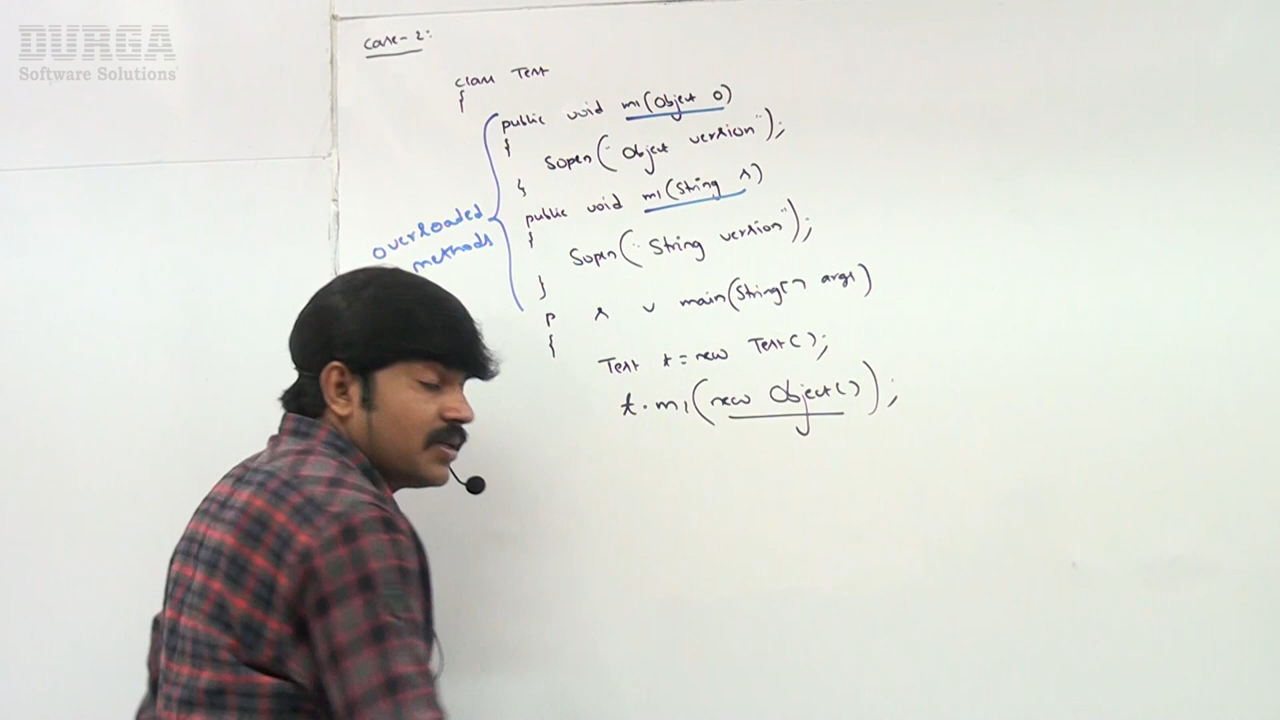 DURGA
Software Solutions
Case-2:
class Test
{
public void m1(Object o)
{
Sopln("Object version");
}
public void m1(String s)
{
Sopln("String version");
}
overloaded
methods
p s v main(String[] args)
{
Test t = new Test();
t.m1(new Object());